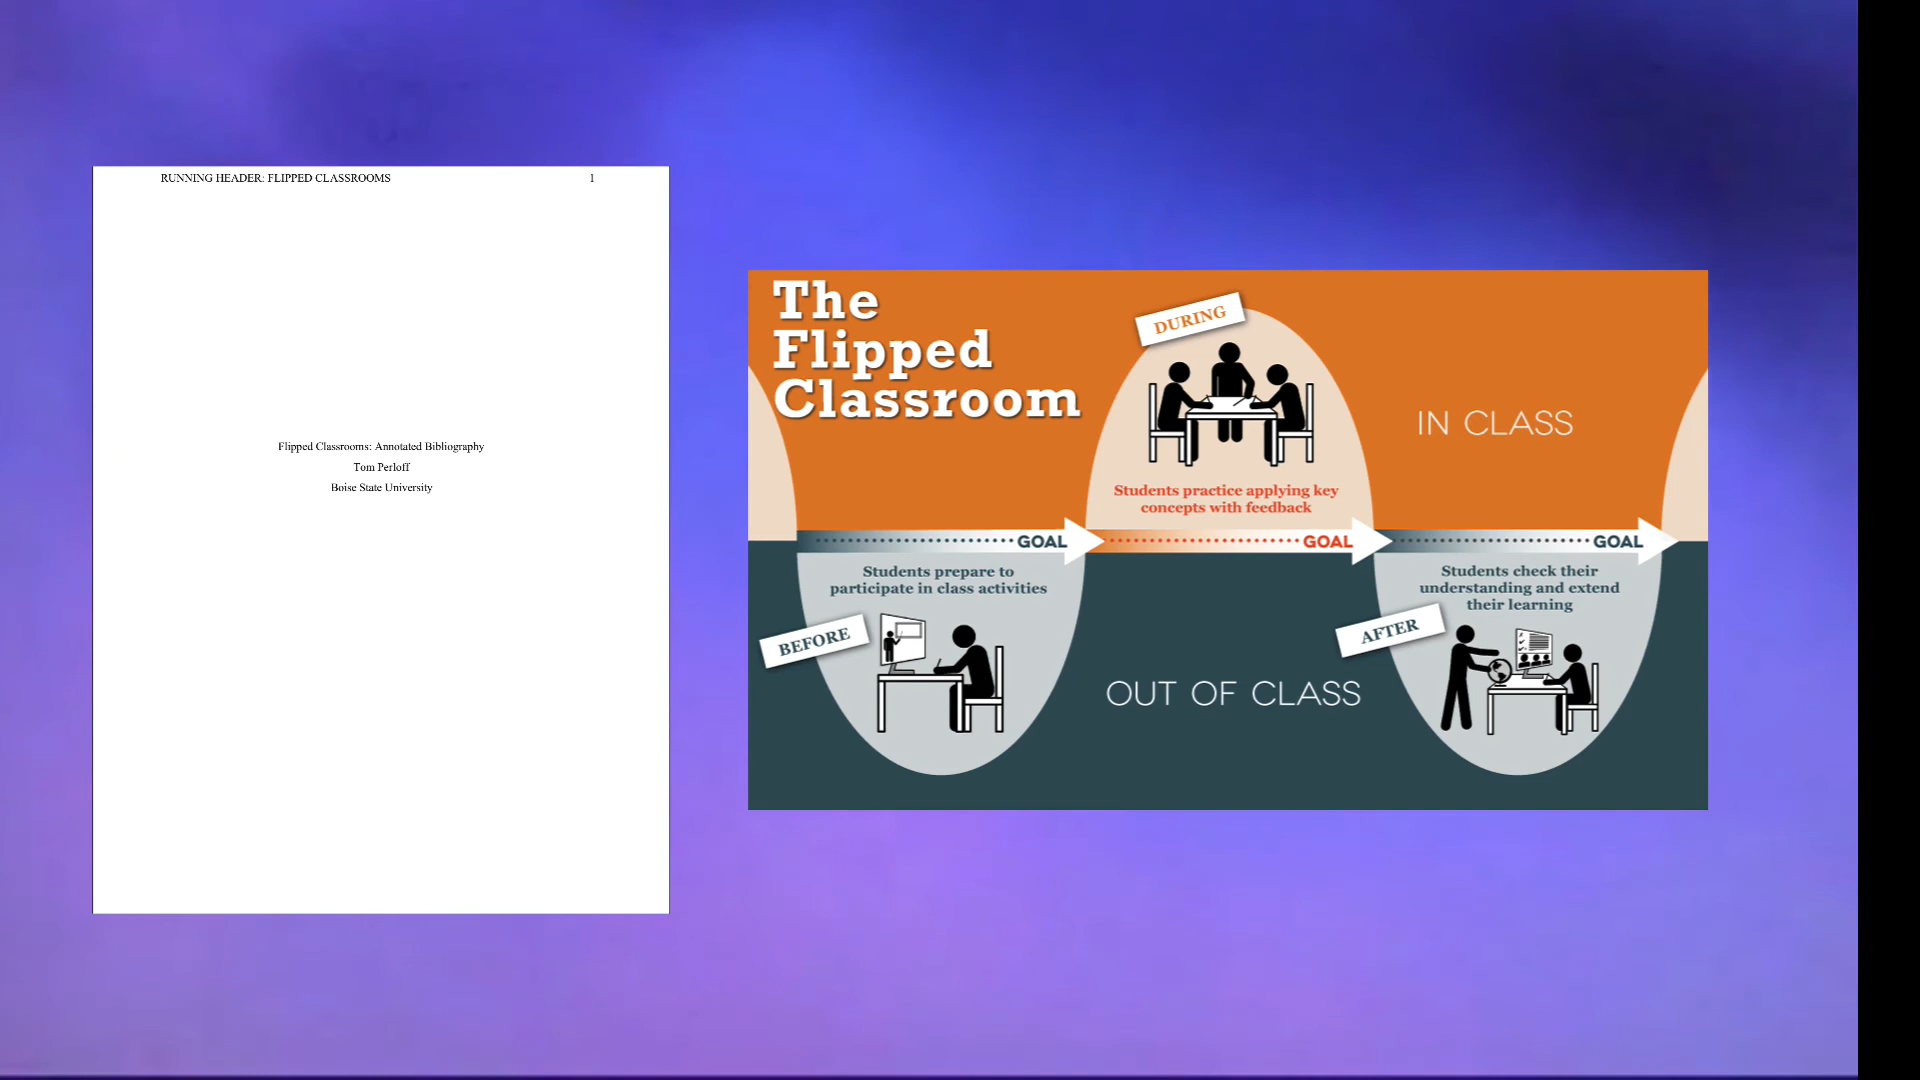 RUNNING HEADER: FLIPPED CLASSROOMS 1
Flipped Classrooms: Annotated Bibliography
Tom Perloff
Boise State University
The
Flipped
Classroom
DURING
IN CLASS
Students practice applying key
concepts with feedback
GOAL
GOAL
GOAL
Students prepare to
participate in class activities
BEFORE
OUT OF CLASS
Students check their
understanding and extend
their learning
AFTER